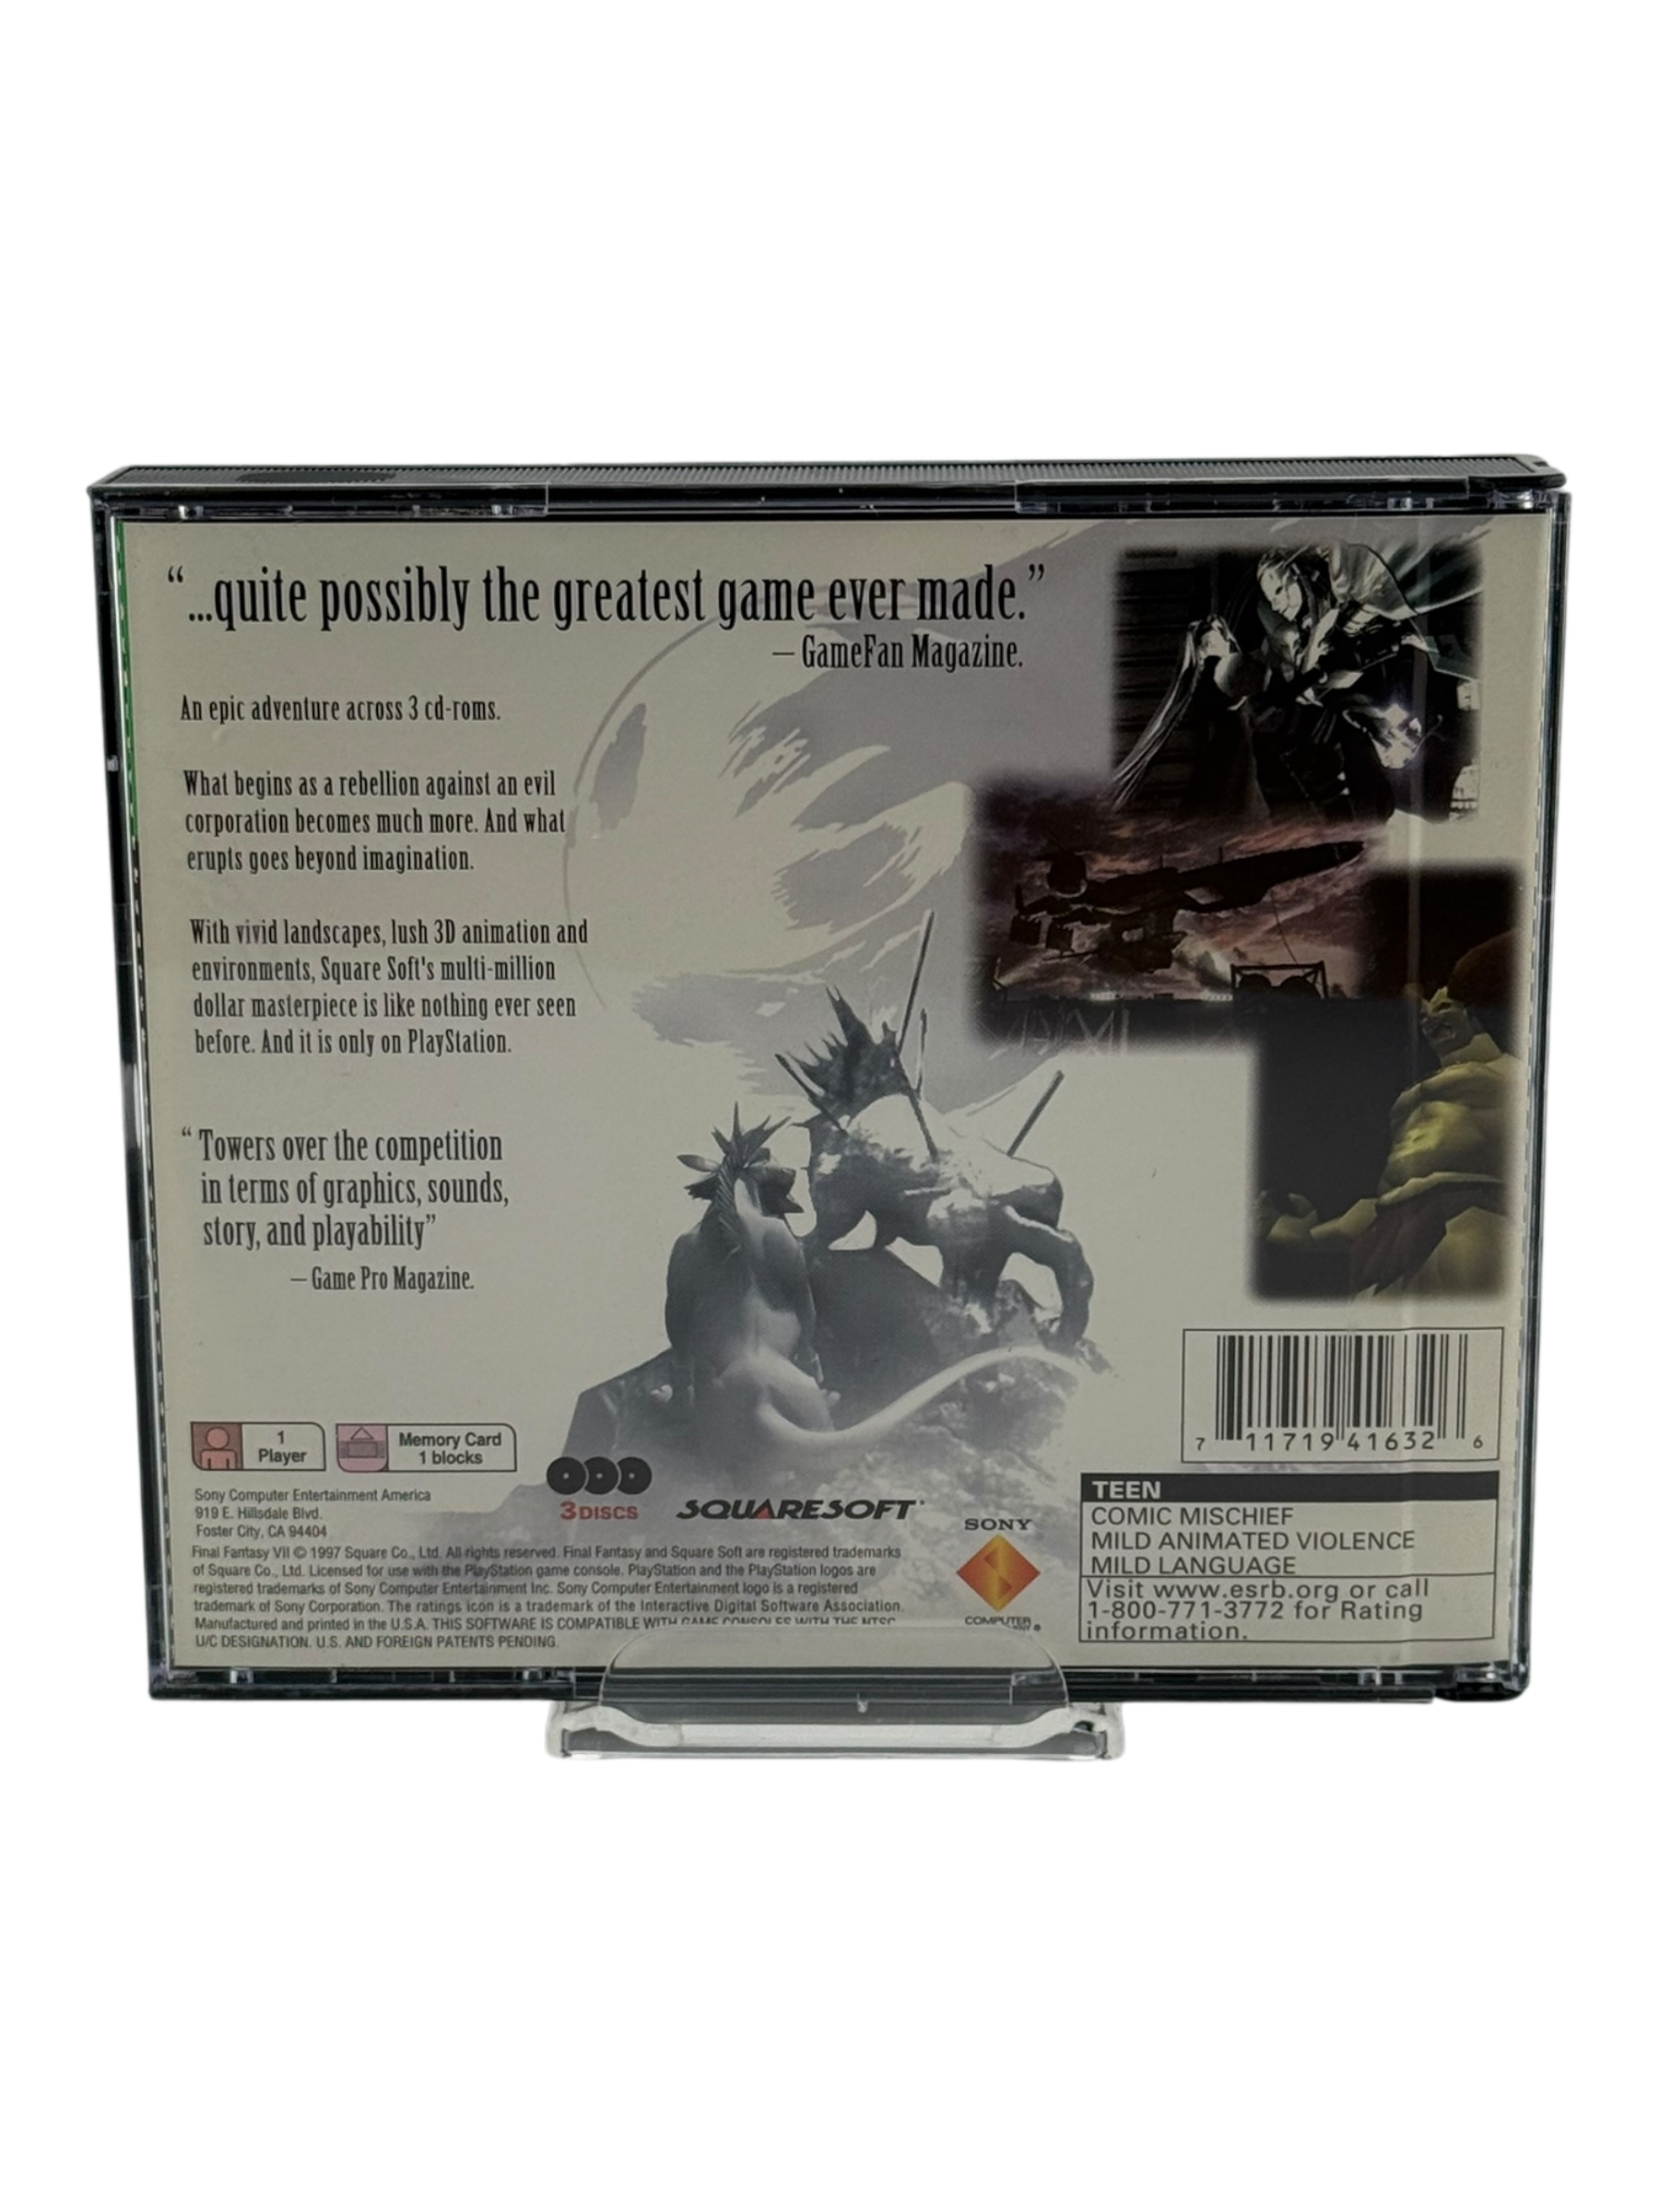 “...quite possibly the greatest game ever made.”
– GameFan Magazine.
An epic adventure across 3 cd-roms.
What begins as a rebellion against an evil
corporation becomes much more. And what
erupts goes beyond imagination.
With vivid landscapes, lush 3D animation and
environments, Square Soft's multi-million
dollar masterpiece is like nothing ever seen
before. And it is only on PlayStation.
“Towers over the competition
in terms of graphics, sounds,
story, and playability”
– Game Pro Magazine.
1
Player
Memory Card
1 blocks
3 DISCS
SQUARESOFT
Sony Computer Entertainment America
919 E. Hillsdale Blvd.
Foster City, CA 94404
Final Fantasy VII © 1997 Square Co., Ltd. All rights reserved. Final Fantasy and Square Soft are registered trademarks
of Square Co., Ltd. Licensed for use with the PlayStation game console. PlayStation and the PlayStation logos are
registered trademarks of Sony Computer Entertainment Inc. Sony Computer Entertainment logo is a registered
trademark of Sony Corporation. The ratings icon is a trademark of the Interactive Digital Software Association.
Manufactured and printed in the U.S.A. THIS SOFTWARE IS COMPATIBLE WITH GAME CONSOLES WITH THE NTSC
U/C DESIGNATION. U.S. AND FOREIGN PATENTS PENDING.
SONY
COMPUTER
7 11719 41632 6
TEEN
COMIC MISCHIEF
MILD ANIMATED VIOLENCE
MILD LANGUAGE
Visit www.esrb.org or call
1-800-771-3772 for Rating
information.